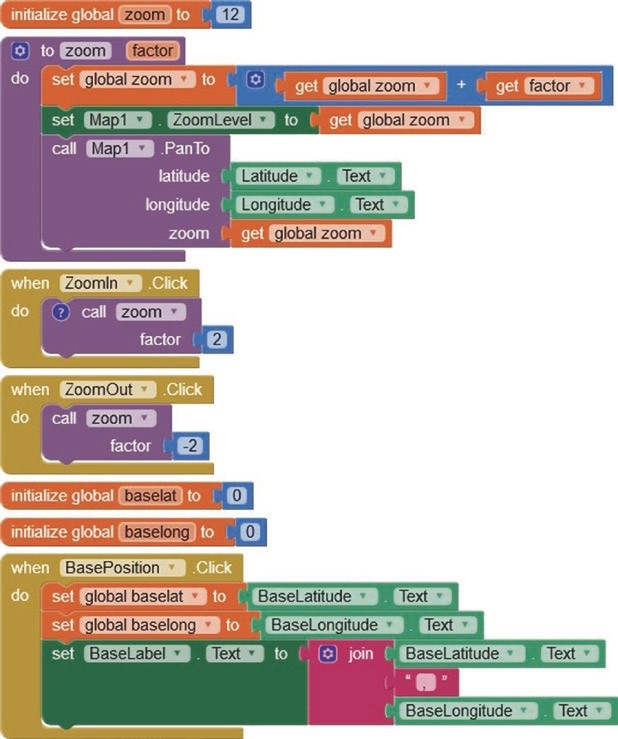 initialize global zoom to 12
to zoom factor
do set global zoom to get global zoom + get factor
set Map1 . ZoomLevel to get global zoom
call Map1 .PanTo
latitude Latitude . Text
longitude Longitude . Text
zoom get global zoom
when ZoomIn .Click
do ? call zoom
factor 2
when ZoomOut .Click
do call zoom
factor -2
initialize global baselat to 0
initialize global baselong to 0
when BasePosition .Click
do set global baselat to BaseLatitude . Text
set global baselong to BaseLongitude . Text
set BaseLabel . Text to join BaseLatitude . Text
“ , ”
BaseLongitude . Text